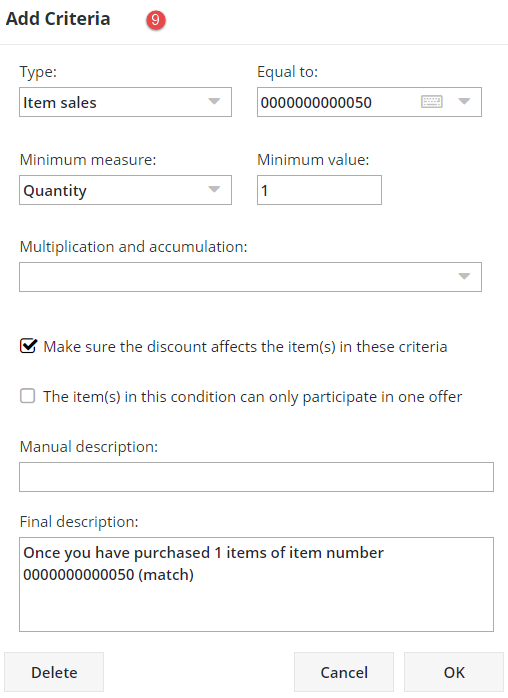 Add Criteria 9
Type: Equal to:
Item sales 0000000000050
Minimum measure: Minimum value:
Quantity 1
Multiplication and accumulation:
Make sure the discount affects the item(s) in these criteria
The item(s) in this condition can only participate in one offer
Manual description:
Final description:
Once you have purchased 1 items of item number
0000000000050 (match)
Delete Cancel OK